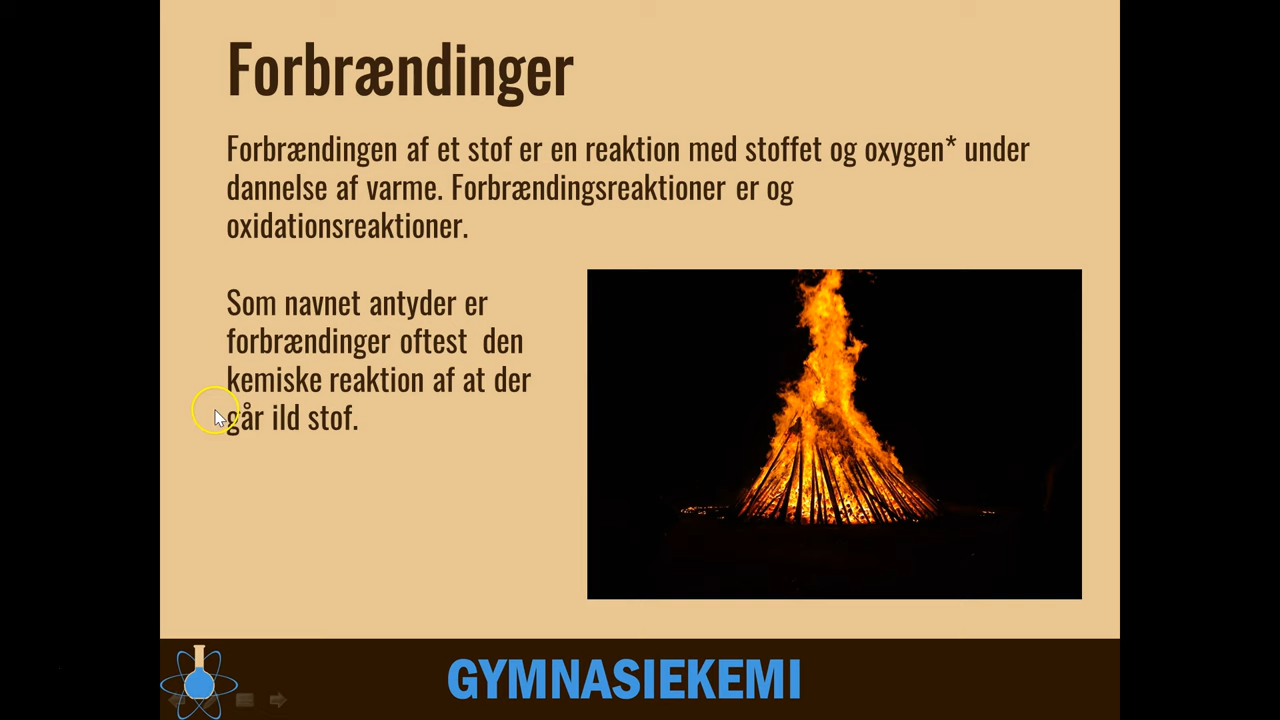 Forbrændinger
Forbrændingen af et stof er en reaktion med stoffet og oxygen* under
dannelse af varme. Forbrændingsreaktioner er og
oxidationsreaktioner.
Som navnet antyder er
forbrændinger oftest den
kemiske reaktion af at der
går ild stof.
GYMNASIEKEMI